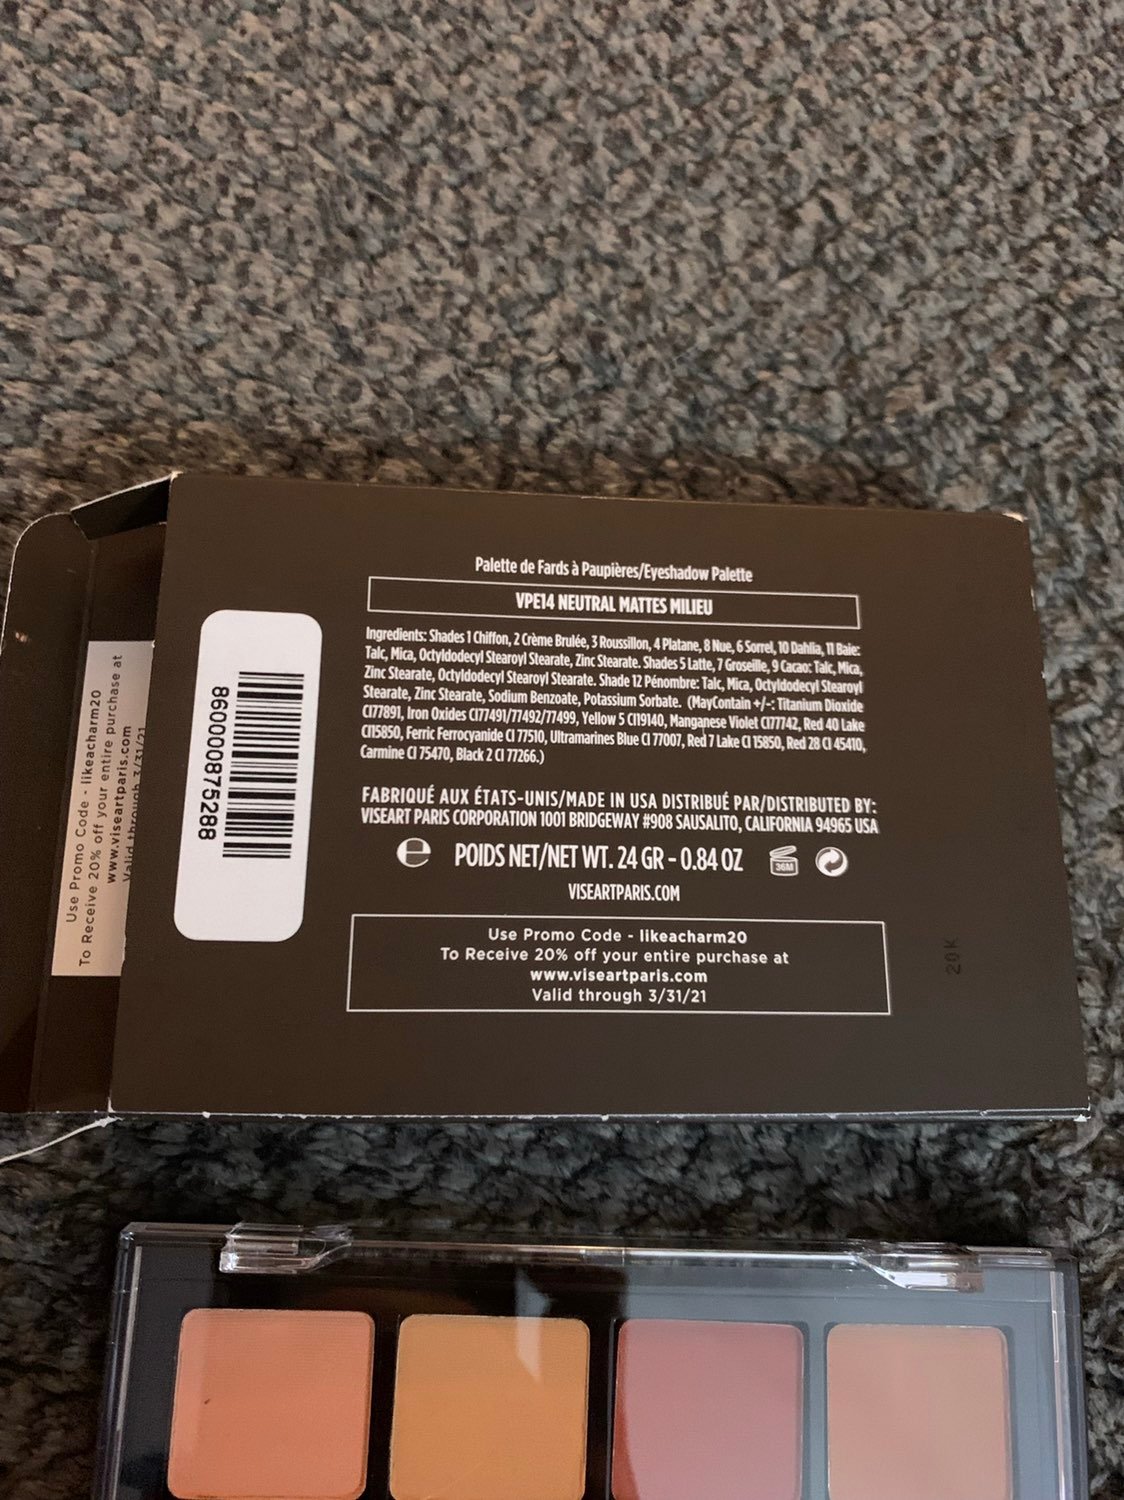 Palette de Fards à Paupières/Eyeshadow Palette
VPE14 NEUTRAL MATTES MILIEU
Ingredients: Shades 1 Chiffon, 2 Crème Brulée, 3 Roussillon, 4 Platane, 8 Nue, 6 Sorrel, 10 Dahlia, 11 Baie:
Talc, Mica, Octyldodecyl Stearoyl Stearate, Zinc Stearate. Shades 5 Latte, 7 Groseille, 9 Cacao: Talc, Mica,
Zinc Stearate, Octyldodecyl Stearoyl Stearate. Shade 12 Pénombre: Talc, Mica, Octyldodecyl Stearoyl
Stearate, Zinc Stearate, Sodium Benzoate, Potassium Sorbate. (MayContain +/-: Titanium Dioxide
CI77891, Iron Oxides CI77491/77492/77499, Yellow 5 CI19140, Manganese Violet CI77742, Red 40 Lake
CI15850, Ferric Ferrocyanide CI 77510, Ultramarines Blue CI 77007, Red 7 Lake CI 15850, Red 28 CI 45410,
Carmine CI 75470, Black 2 CI 77266.)
FABRIQUÉ AUX ÉTATS-UNIS/MADE IN USA DISTRIBUÉ PAR/DISTRIBUTED BY:
VISEART PARIS CORPORATION 1001 BRIDGEWAY #908 SAUSALITO, CALIFORNIA 94965 USA
e POIDS NET/NET WT. 24 GR - 0.84 OZ 36M
VISEARTPARIS.COM
Use Promo Code - likeacharm20
To Receive 20% off your entire purchase at
www.viseartparis.com
Valid through 3/31/21
20K
860000875288
Use Promo Code - likeacharm20
To Receive 20% off your entire purchase at
www.viseartparis.com
Valid through 3/31/21